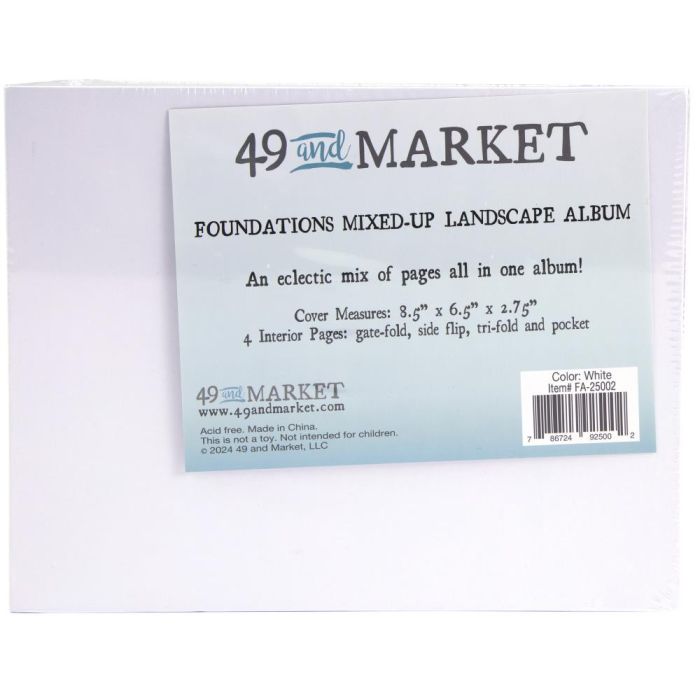 49 and MARKET
FOUNDATIONS MIXED-UP LANDSCAPE ALBUM
An eclectic mix of pages all in one album!
Cover Measures: 8.5" x 6.5" x 2.75"
4 Interior Pages: gate-fold, side flip, tri-fold and pocket
49 and MARKET
www.49andmarket.com
Acid free. Made in China.
This is not a toy. Not intended for children.
© 2024 49 and Market, LLC
Color: White
Item# FA-25002
7 86724 92500 2